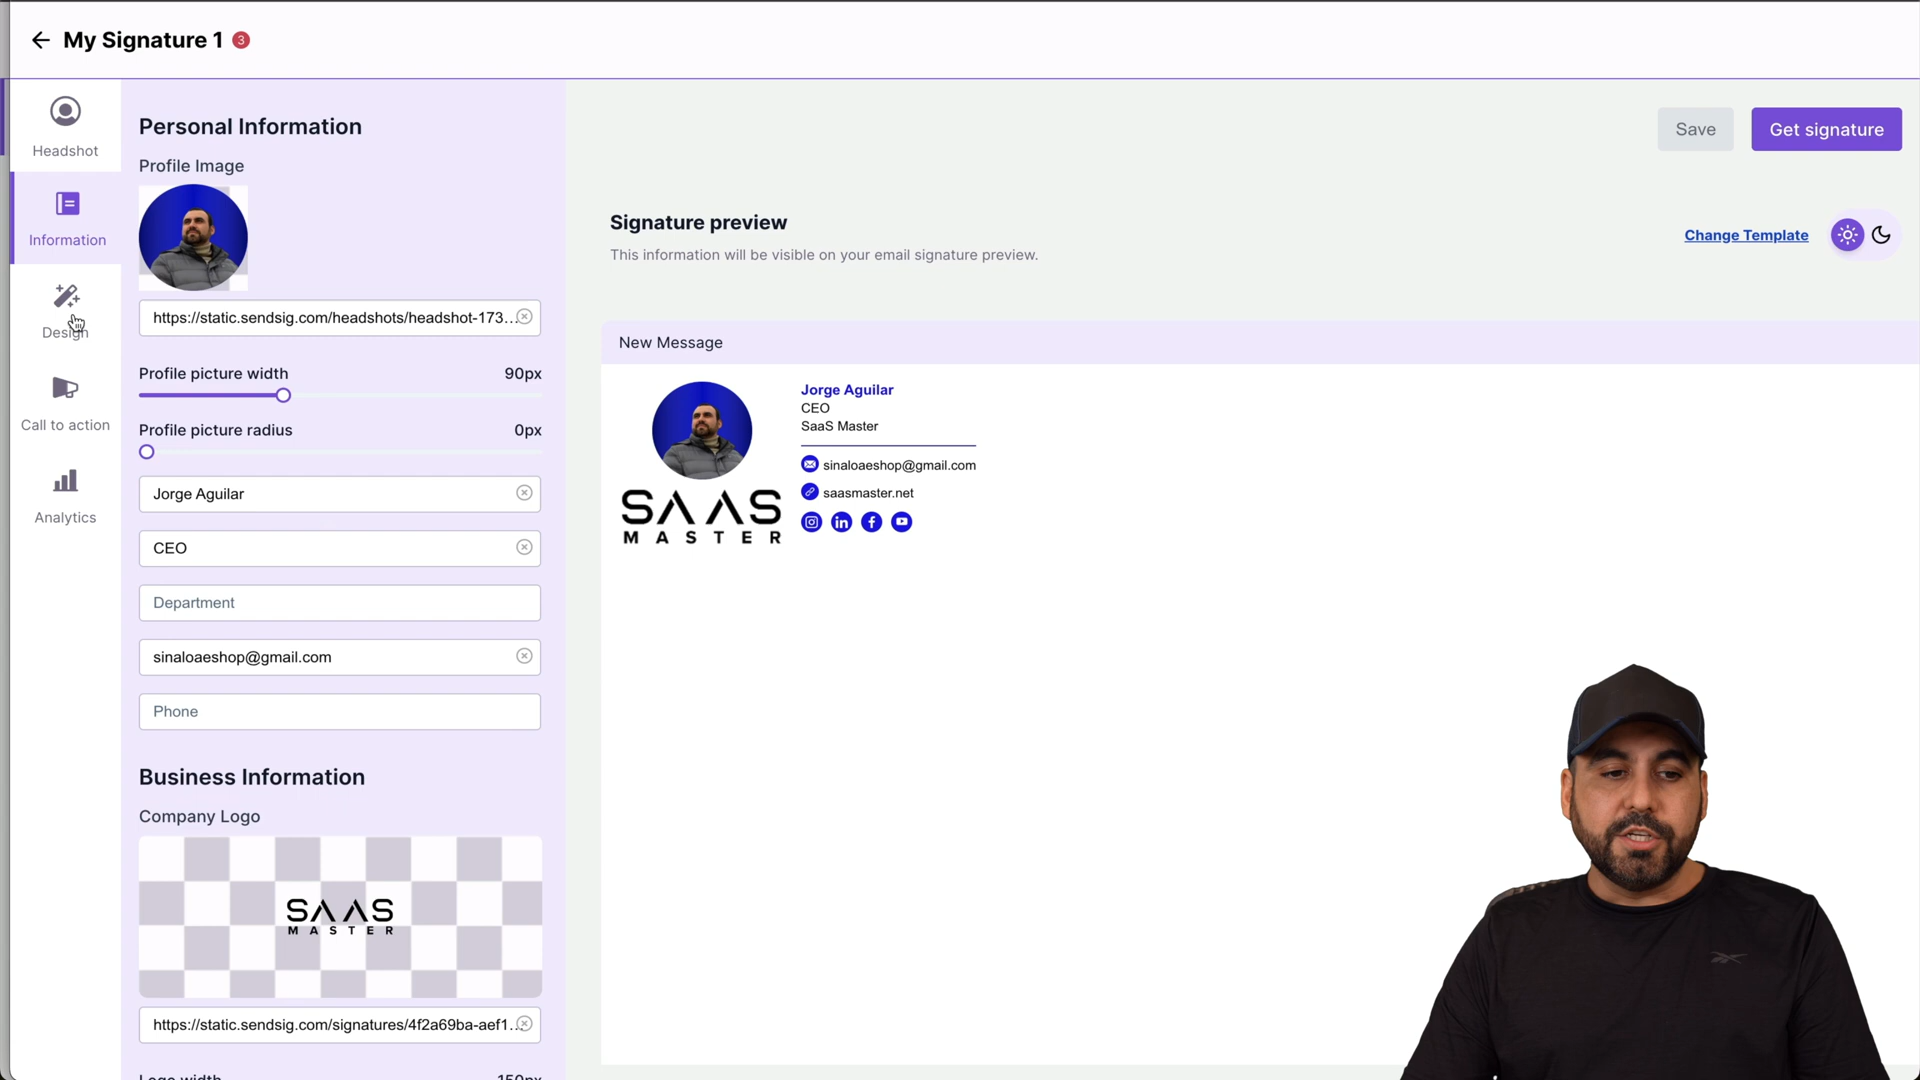 My Signature 1 3
Headshot
Information
Design
Call to action
Analytics
Personal Information
Profile Image
https://static.sendsig.com/headshots/headshot-173...
Profile picture width 90px
Profile picture radius 0px
Jorge Aguilar
CEO
Department
sinaloaeshop@gmail.com
Phone
Business Information
Company Logo
SAAS
MASTER
https://static.sendsig.com/signatures/4f2a69ba-aef1...
Logo width 150px
Save
Get signature
Signature preview
This information will be visible on your email signature preview.
Change Template
New Message
SAAS
MASTER
Jorge Aguilar
CEO
SaaS Master
sinaloaeshop@gmail.com
saasmaster.net
in